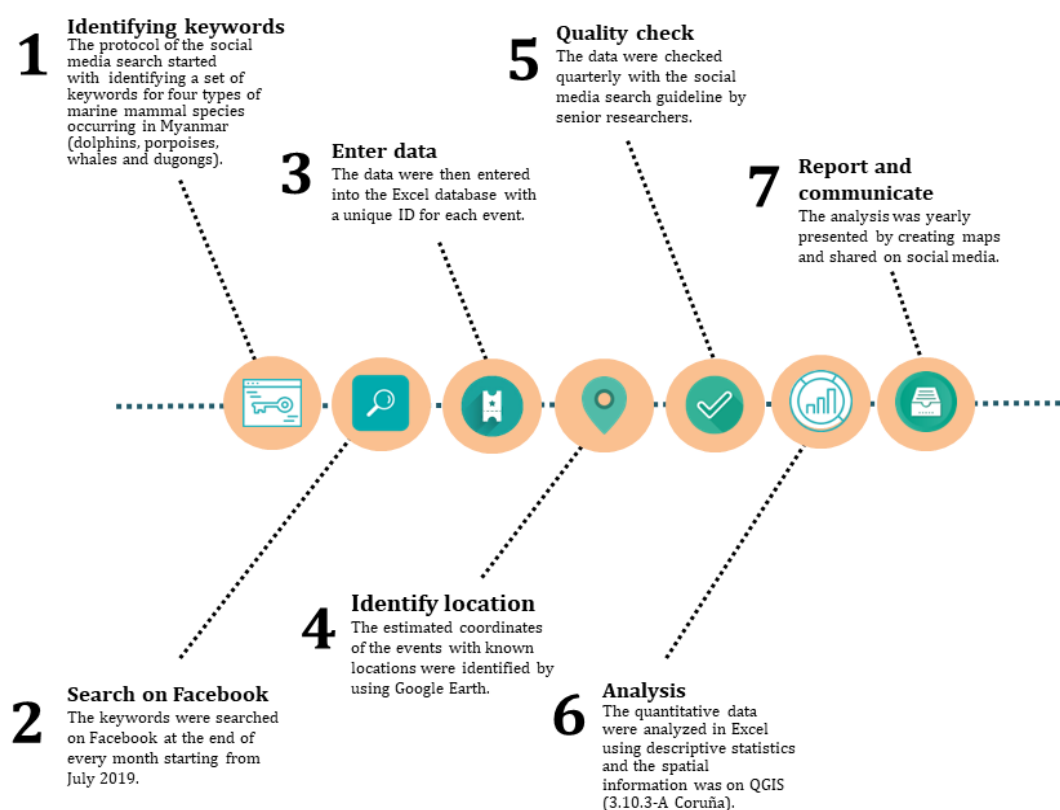 1
Identifying keywords
The protocol of the social
media search started
with identifying a set of
keywords for four types of
marine mammal species
occurring in Myanmar
(dolphins, porpoises,
whales and dugongs).
2
Search on Facebook
The keywords were searched
on Facebook at the end of
every month starting from
July 2019.
3
Enter data
The data were then entered
into the Excel database with
a unique ID for each event.
4
Identify location
The estimated coordinates
of the events with known
locations were identified by
using Google Earth.
5
Quality check
The data were checked
quarterly with the social
media search guideline by
senior researchers.
6
Analysis
The quantitative data
were analyzed in Excel
using descriptive statistics
and the spatial
information was on QGIS
(3.10.3-A Coruña).
7
Report and
communicate
The analysis was yearly
presented by creating maps
and shared on social media.